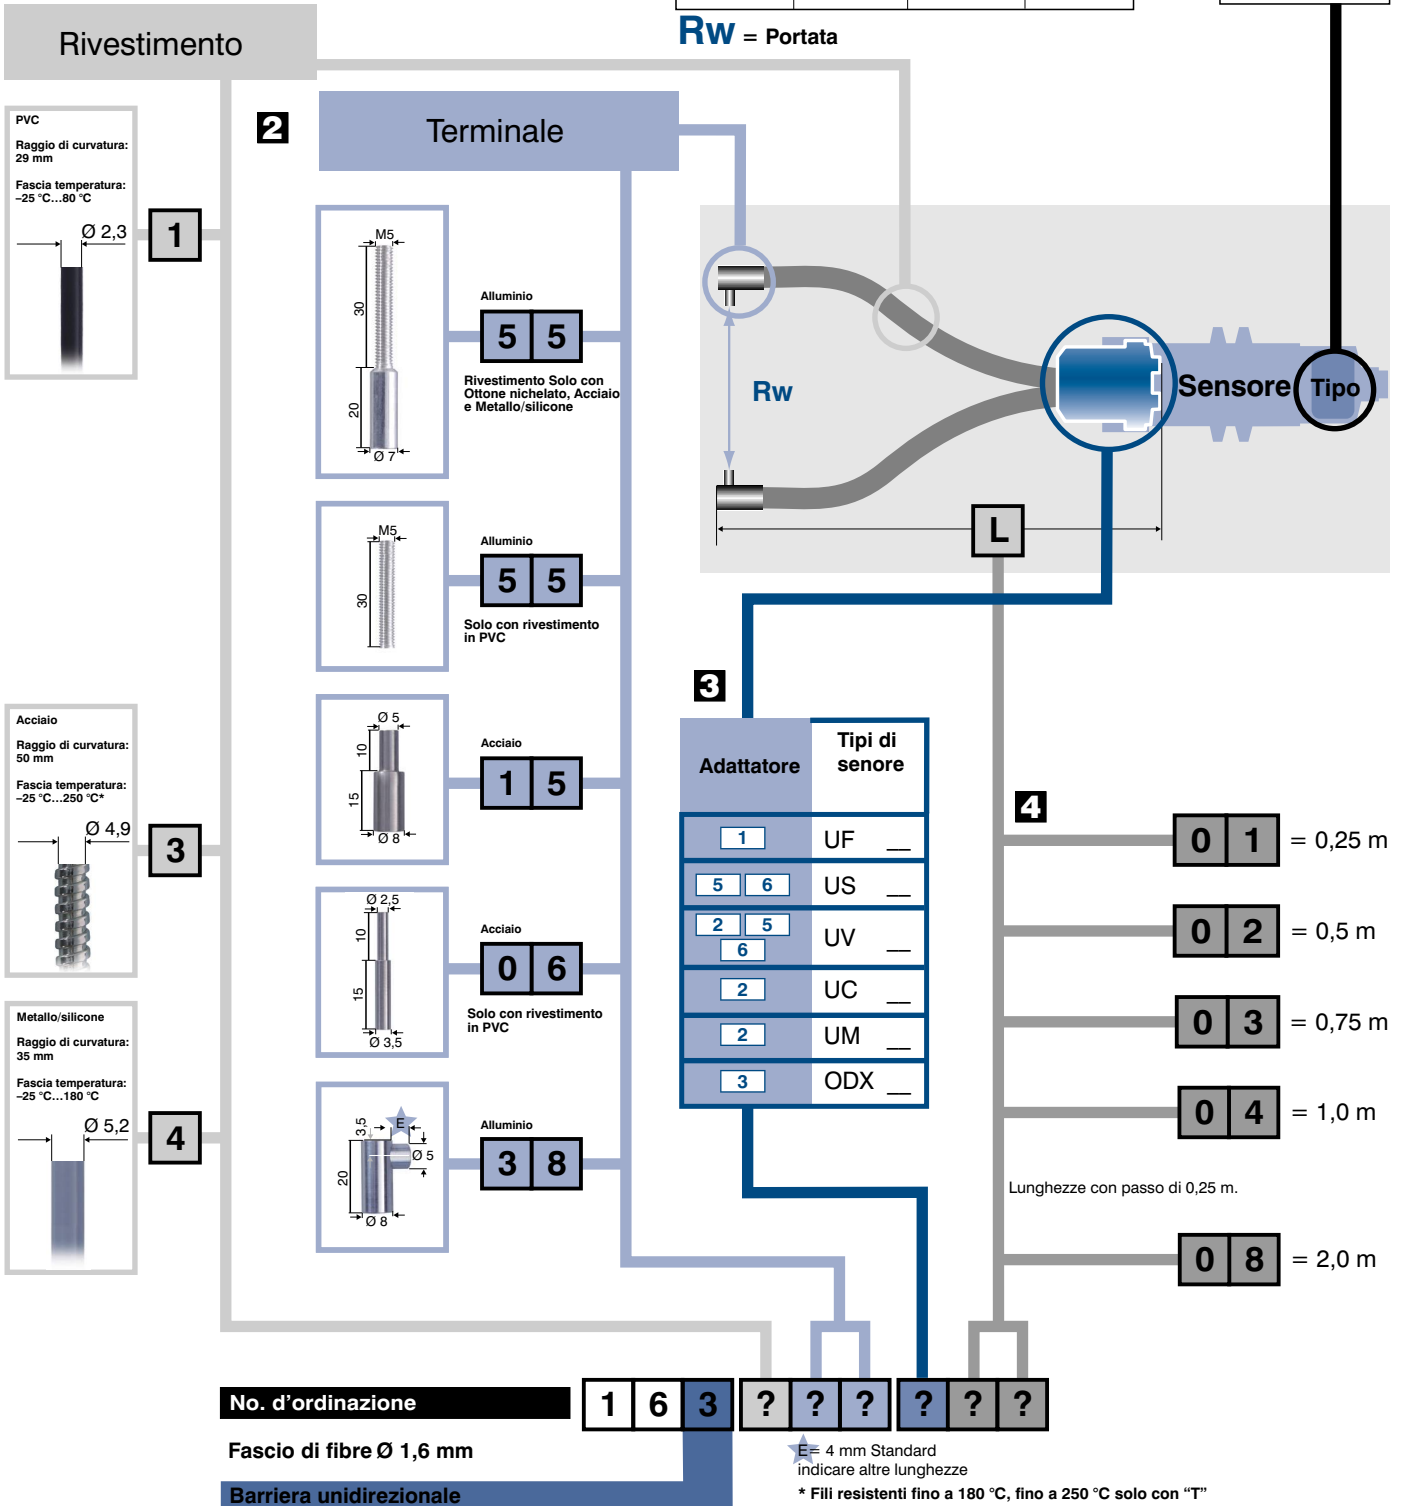 Rw = Portata
Rivestimento
PVC
Raggio di curvatura:
29 mm
Fascia temperatura:
–25 °C...80 °C
Ø 2,3
1
Acciaio
Raggio di curvatura:
50 mm
Fascia temperatura:
–25 °C...250 °C*
Ø 4,9
3
Metallo/silicone
Raggio di curvatura:
35 mm
Fascia temperatura:
–25 °C...180 °C
Ø 5,2
4
2
Terminale
M5
30
20
Ø 7
Alluminio
5 5
Rivestimento Solo con
Ottone nichelato, Acciaio
e Metallo/silicone
M5
30
Alluminio
5 5
Solo con rivestimento
in PVC
Ø 5
10
15
Ø 8
Acciaio
1 5
Ø 2,5
10
15
Ø 3,5
Acciaio
0 6
Solo con rivestimento
in PVC
3,5
E
Ø 5
20
Ø 8
Alluminio
3 8
Rw
Sensore
Tipo
L
3
Adattatore
Tipi di
senore
1 UF __
5 6 US __
2 5 6 UV __
2 UC __
2 UM __
3 ODX __
4
0 1 = 0,25 m
0 2 = 0,5 m
0 3 = 0,75 m
0 4 = 1,0 m
Lunghezze con passo di 0,25 m.
0 8 = 2,0 m
No. d'ordinazione
1 6 3 ? ? ? ? ? ?
Fascio di fibre Ø 1,6 mm
Barriera unidirezionale
E= 4 mm Standard
indicare altre lunghezze
* Fili resistenti fino a 180 °C, fino a 250 °C solo con “T”